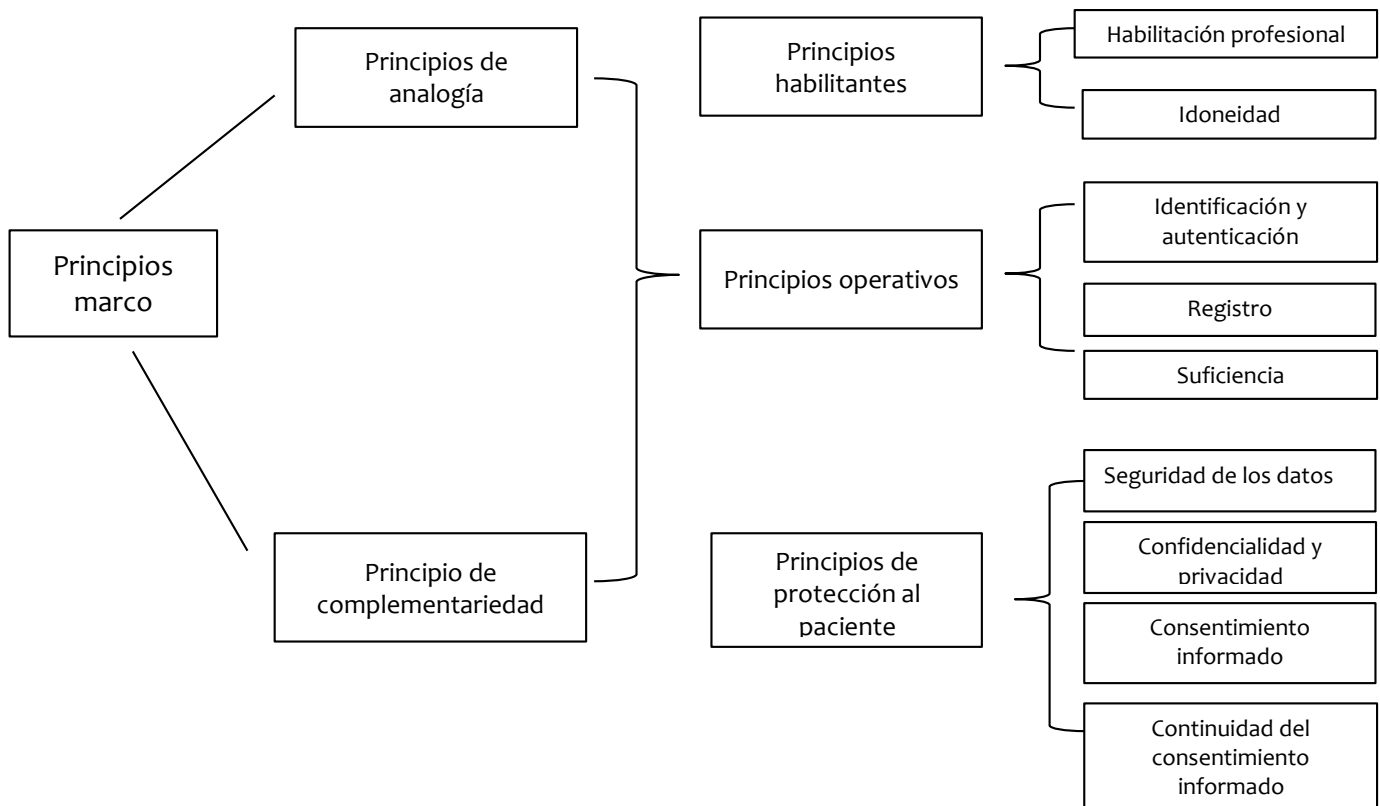 Principios
marco
Principios de
analogía
Principio de
complementariedad
Principios
habilitantes
Habilitación profesional
Idoneidad
Principios operativos
Identificación y
autenticación
Registro
Suficiencia
Principios de
protección al
paciente
Seguridad de los datos
Confidencialidad y
privacidad
Consentimiento
informado
Continuidad del
consentimiento
informado